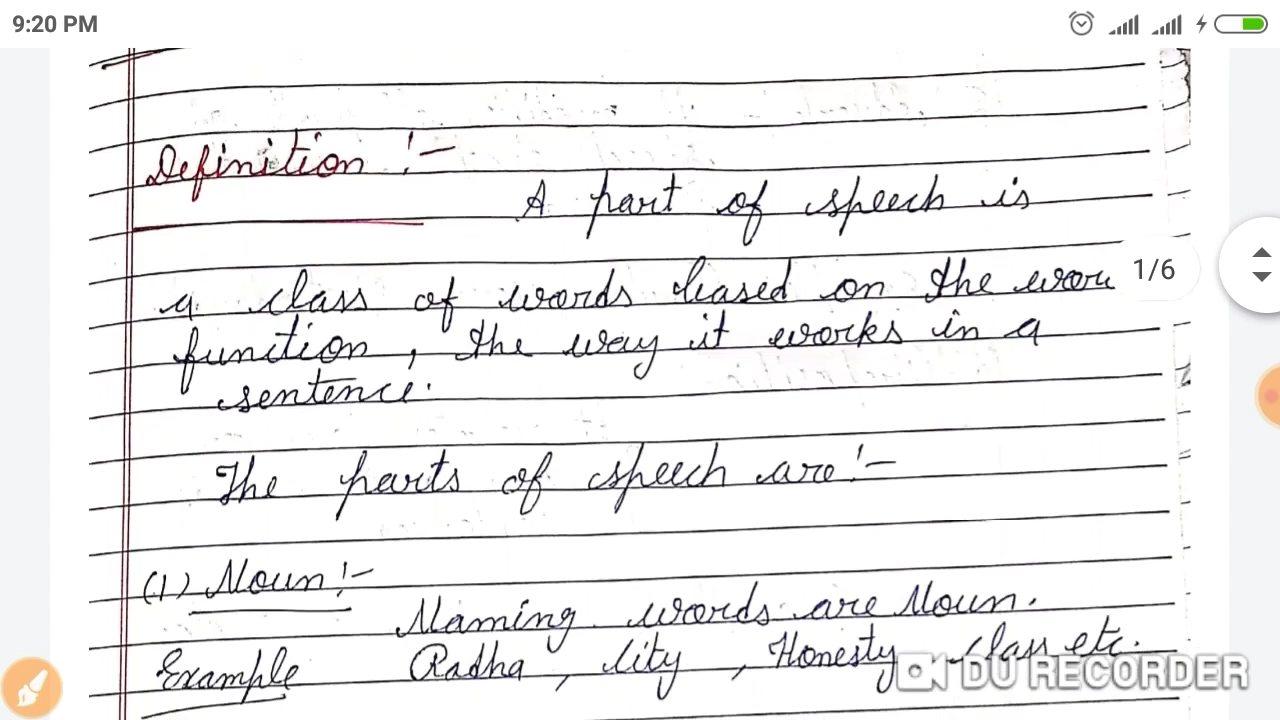 9:20 PM
Definition :-
A part of speech is
a class of words based on the
1/6
function, the way it works in a
sentence.
The parts of speech are :-
(1) Noun :-
Naming words are Noun.
Example Radha, City, Honesty class etc.
DU RECORDER